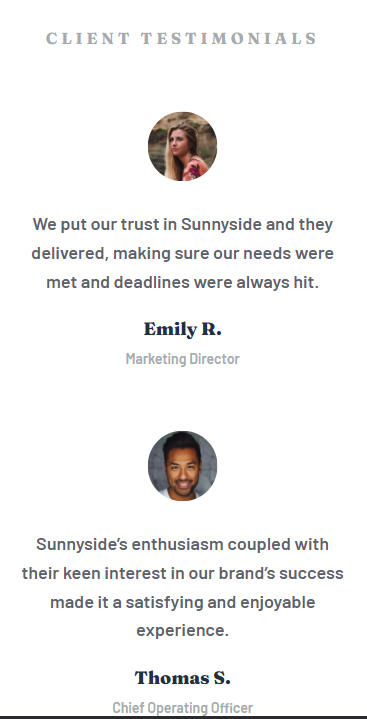 CLIENT TESTIMONIALS
We put our trust in Sunnyside and they
delivered, making sure our needs were
met and deadlines were always hit.
Emily R.
Marketing Director
Sunnyside’s enthusiasm coupled with
their keen interest in our brand’s success
made it a satisfying and enjoyable
experience.
Thomas S.
Chief Operating Officer